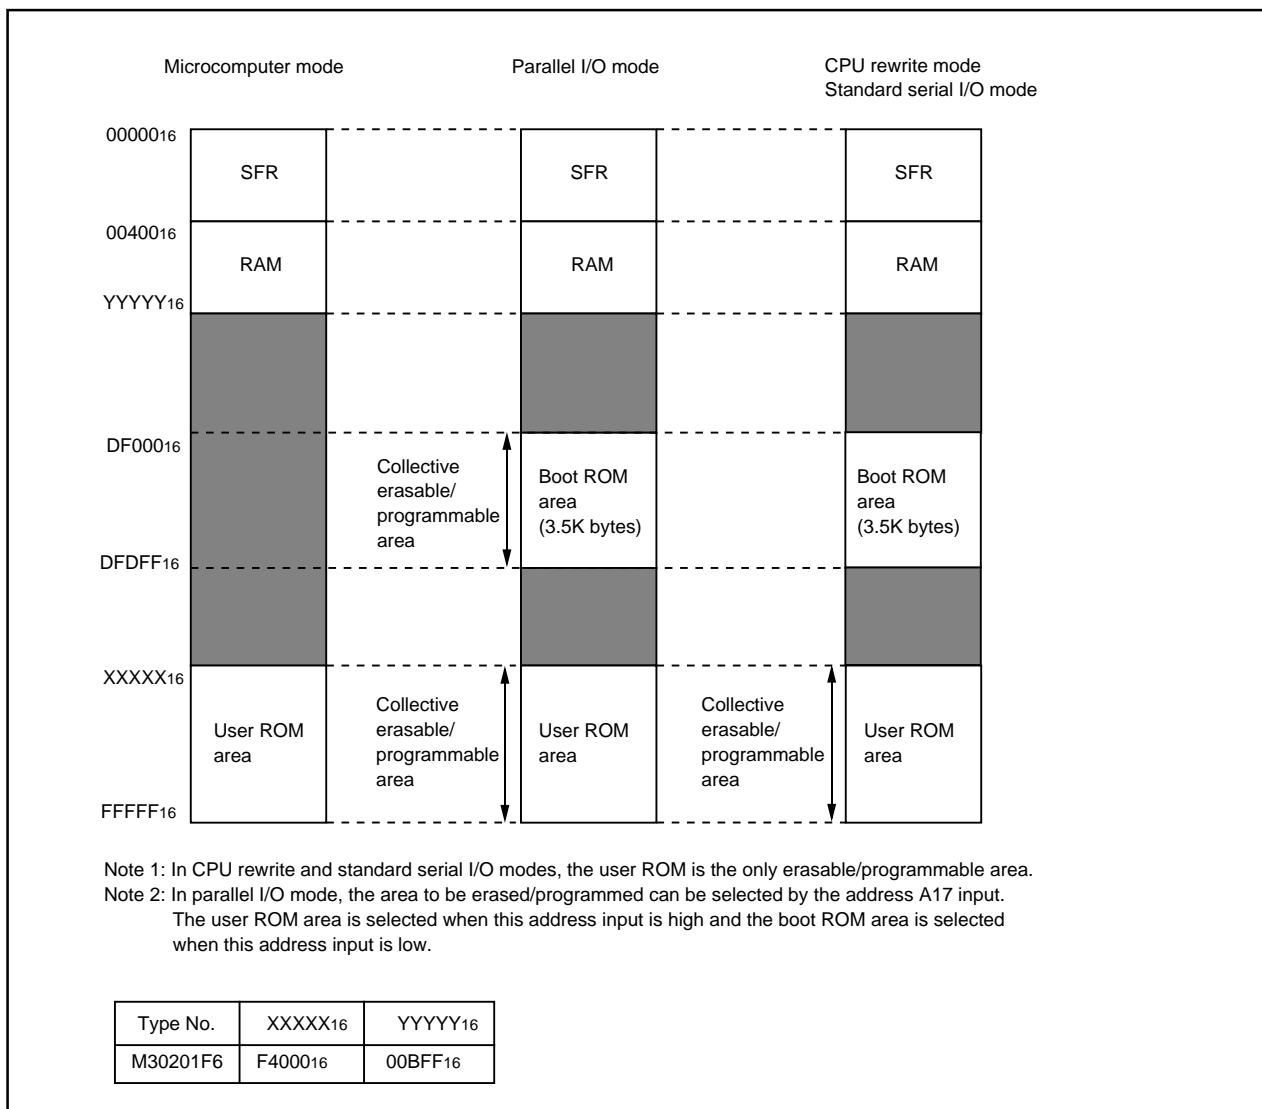 Microcomputer mode
Parallel I/O mode
CPU rewrite mode
Standard serial I/O mode
0000016
SFR
SFR
SFR
0040016
RAM
RAM
RAM
YYYYY16
DF00016
Collective
erasable/
programmable
area
Boot ROM
area
(3.5K bytes)
Boot ROM
area
(3.5K bytes)
DFDFF16
XXXXX16
User ROM
area
Collective
erasable/
programmable
area
User ROM
area
Collective
erasable/
programmable
area
User ROM
area
FFFFF16
Note 1: In CPU rewrite and standard serial I/O modes, the user ROM is the only erasable/programmable area.
Note 2: In parallel I/O mode, the area to be erased/programmed can be selected by the address A17 input.
The user ROM area is selected when this address input is high and the boot ROM area is selected
when this address input is low.
Type No. XXXXX16 YYYYY16
M30201F6 F400016 00BFF16